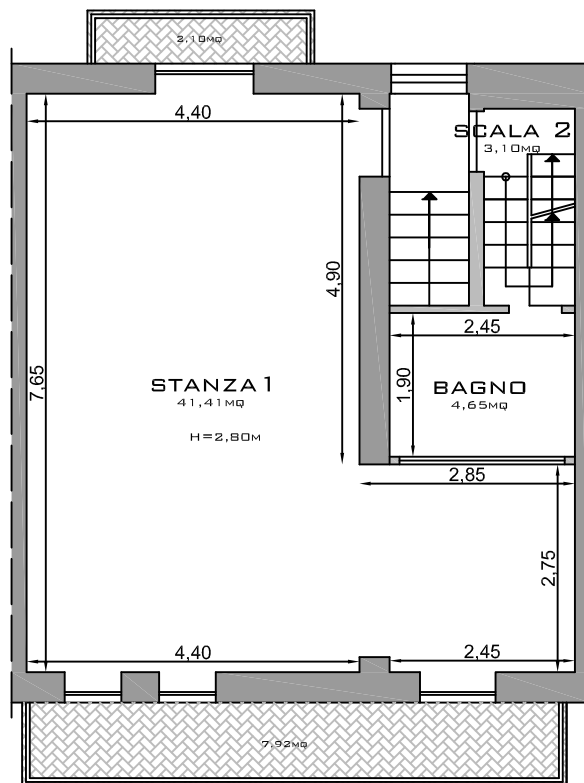 2,10MQ
4,40
SCALA 2
3,10MQ
4,90
2,45
7,65
STANZA 1
41,41MQ
1,90
BAGNO
4,65MQ
H=2,80M
2,85
2,75
4,40
2,45
7,92MQ